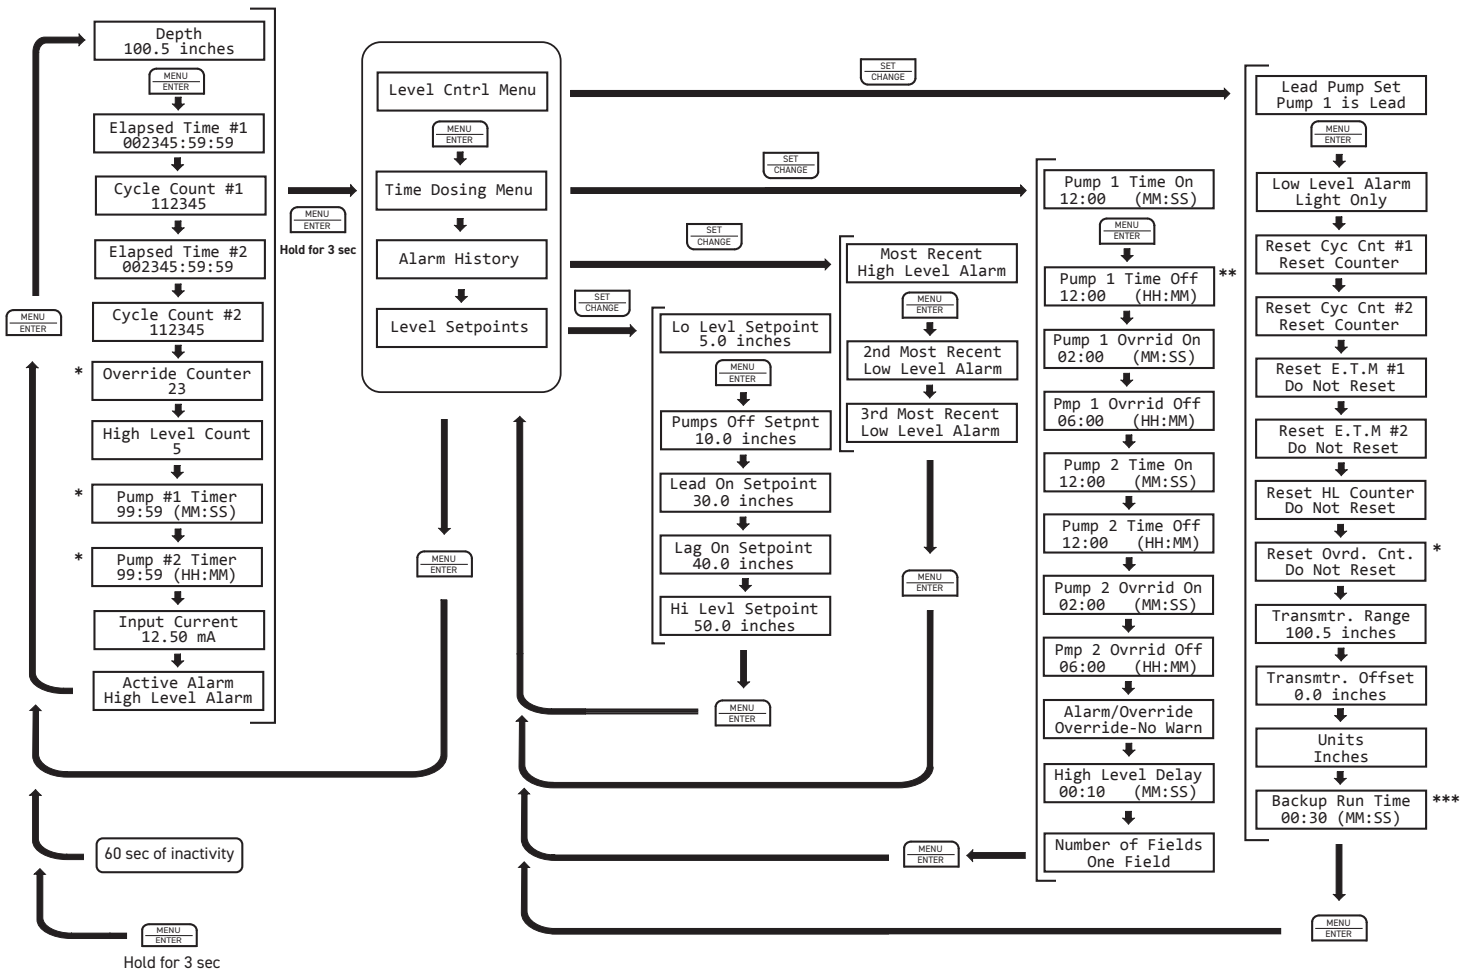 Depth
100.5 inches
MENU
ENTER
Elapsed Time #1
002345:59:59
Cycle Count #1
112345
Elapsed Time #2
002345:59:59
Cycle Count #2
112345
*
Override Counter
23
High Level Count
5
*
Pump #1 Timer
99:59 (MM:SS)
*
Pump #2 Timer
99:59 (HH:MM)
Input Current
12.50 mA
Active Alarm
High Level Alarm
MENU
ENTER
60 sec of inactivity
MENU
ENTER
Hold for 3 sec
MENU
ENTER
Hold for 3 sec
Level Cntrl Menu
MENU
ENTER
Time Dosing Menu
Alarm History
Level Setpoints
MENU
ENTER
SET
CHANGE
SET
CHANGE
SET
CHANGE
SET
CHANGE
Lo Levl Setpoint
5.0 inches
MENU
ENTER
Pumps Off Setpnt
10.0 inches
Lead On Setpoint
30.0 inches
Lag On Setpoint
40.0 inches
Hi Levl Setpoint
50.0 inches
MENU
ENTER
Most Recent
High Level Alarm
MENU
ENTER
2nd Most Recent
Low Level Alarm
3rd Most Recent
Low Level Alarm
MENU
ENTER
Pump 1 Time On
12:00 (MM:SS)
MENU
ENTER
Pump 1 Time Off
12:00 (HH:MM)
**
Pump 1 Ovrrid On
02:00 (MM:SS)
Pmp 1 Ovrrid Off
06:00 (HH:MM)
Pump 2 Time On
12:00 (MM:SS)
Pump 2 Time Off
12:00 (HH:MM)
Pump 2 Ovrrid On
02:00 (MM:SS)
Pmp 2 Ovrrid Off
06:00 (HH:MM)
Alarm/Override
Override-No Warn
High Level Delay
00:10 (MM:SS)
Number of Fields
One Field
MENU
ENTER
Lead Pump Set
Pump 1 is Lead
MENU
ENTER
Low Level Alarm
Light Only
Reset Cyc Cnt #1
Reset Counter
Reset Cyc Cnt #2
Reset Counter
Reset E.T.M #1
Do Not Reset
Reset E.T.M #2
Do Not Reset
Reset HL Counter
Do Not Reset
Reset Ovrd. Cnt.
Do Not Reset
*
Transmtr. Range
100.5 inches
Transmtr. Offset
0.0 inches
Units
Inches
Backup Run Time
00:30 (MM:SS)
***
MENU
ENTER